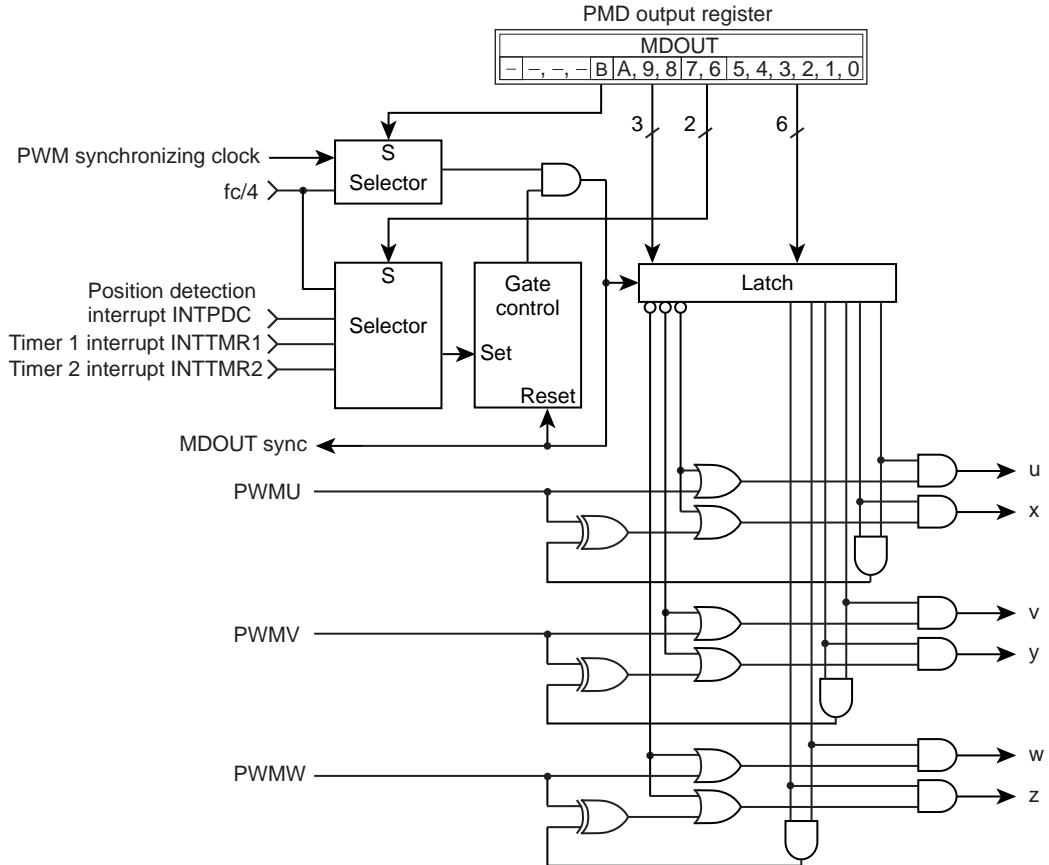 PMD output register
MDOUT
– –, –, – B A, 9, 8 7, 6 5, 4, 3, 2, 1, 0
3 2 6
PWM synchronizing clock
S
Selector
fc/4
S
Selector
Gate
control
Set
Reset
Latch
Position detection
interrupt INTPDC
Timer 1 interrupt INTTMR1
Timer 2 interrupt INTTMR2
MDOUT sync
PWMU
u
x
PWMV
v
y
PWMW
w
z